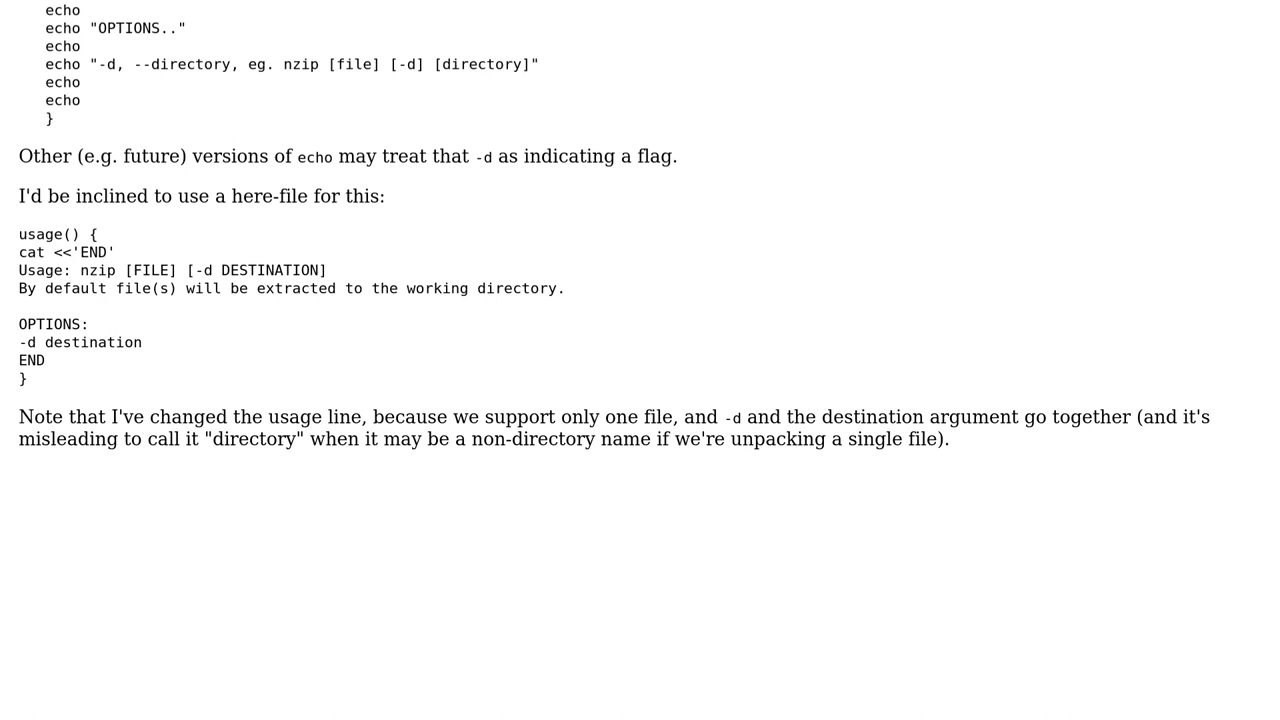 echo
echo "OPTIONS.."
echo
echo "-d, --directory, eg. nzip [file] [-d] [directory]"
echo
echo
}
Other (e.g. future) versions of echo may treat that -d as indicating a flag.
I'd be inclined to use a here-file for this:
usage() {
cat <<'END'
Usage: nzip [FILE] [-d DESTINATION]
By default file(s) will be extracted to the working directory.
OPTIONS:
-d destination
END
}
Note that I've changed the usage line, because we support only one file, and -d and the destination argument go together (and it's
misleading to call it "directory" when it may be a non-directory name if we're unpacking a single file).